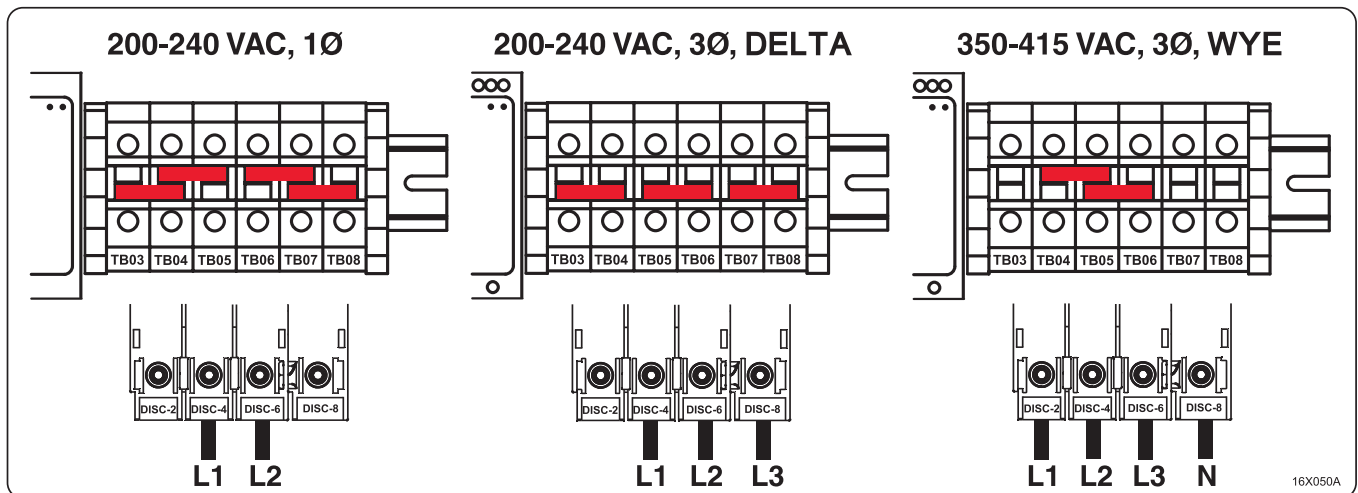 200-240 VAC, 1Ø
TB03 TB04 TB05 TB06 TB07 TB08
DISC-2 DISC-4 DISC-6 DISC-8
L1 L2
200-240 VAC, 3Ø, DELTA
TB03 TB04 TB05 TB06 TB07 TB08
DISC-2 DISC-4 DISC-6 DISC-8
L1 L2 L3
350-415 VAC, 3Ø, WYE
TB03 TB04 TB05 TB06 TB07 TB08
DISC-2 DISC-4 DISC-6 DISC-8
L1 L2 L3 N
16X050A